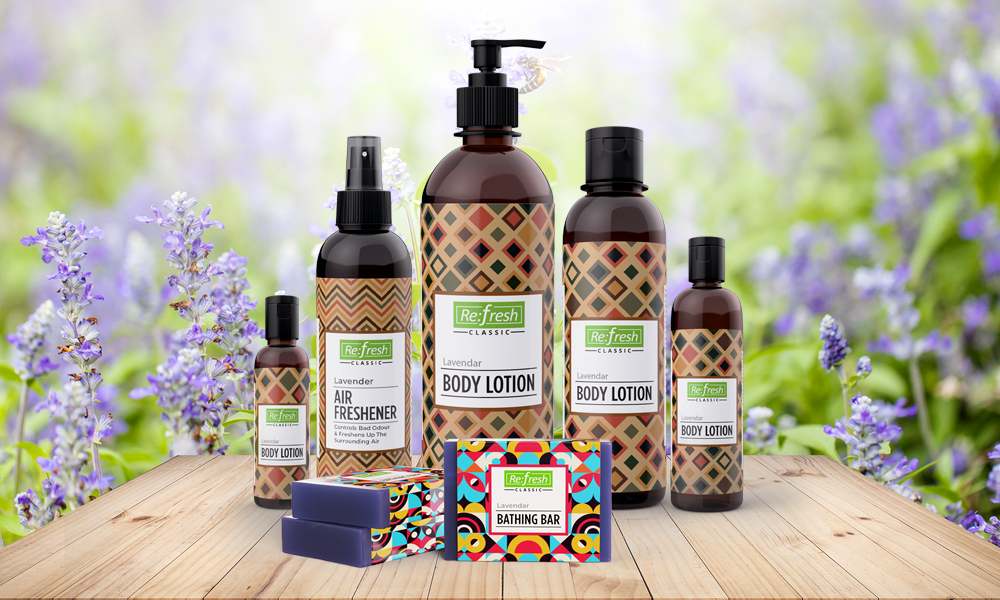 Re:fresh
CLASSIC
Lavendar
BODY LOTION
Re:fresh
CLASSIC
Lavender
AIR
FRESHENER
Controls Bad Odour
& Freshens Up The
Surrounding Air
Re:fresh
CLASSIC
Lavendar
BODY LOTION
Re:fresh
CLASSIC
Lavendar
BODY LOTION
Re:fresh
CLASSIC
Lavendar
BODY LOTION
Re:fresh
CLASSIC
Lavendar
BATHING BAR